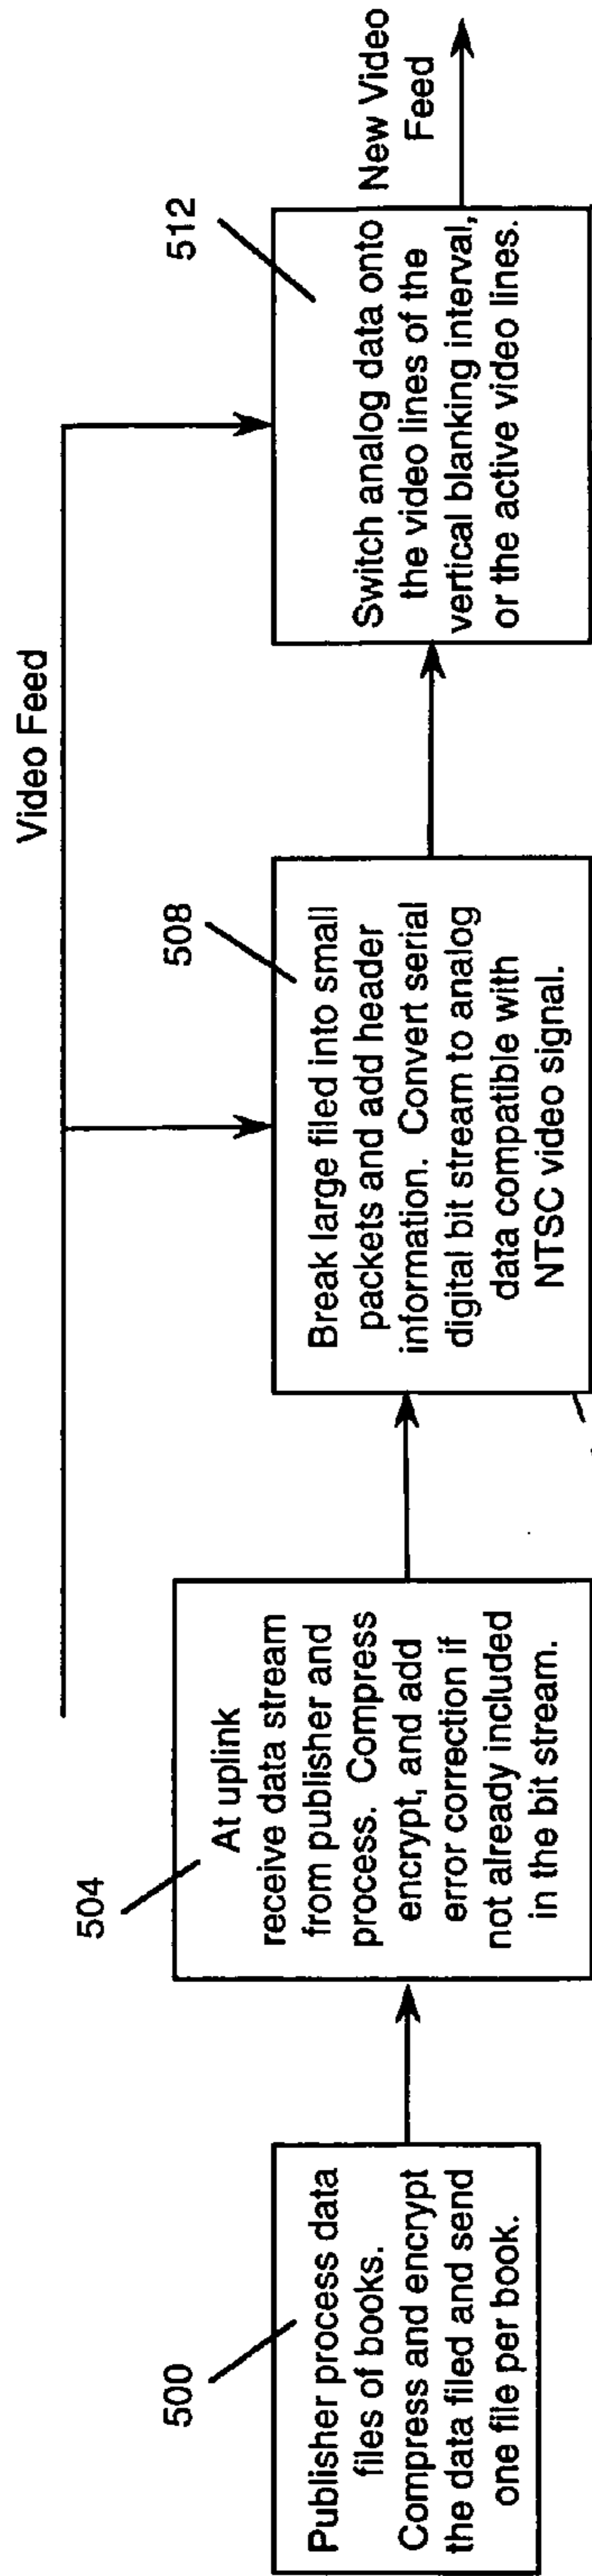 Video Feed
500
Publisher process data
files of books.
Compress and encrypt
the data filed and send
one file per book.
504
At uplink
receive data stream
from publisher and
process. Compress
encrypt, and add
error correction if
not already included
in the bit stream.
508
Break large filed into small
packets and add header
information. Convert serial
digital bit stream to analog
data compatible with
NTSC video signal.
512
Switch analog data onto
the video lines of the
vertical blanking interval,
or the active video lines.
New Video
Feed